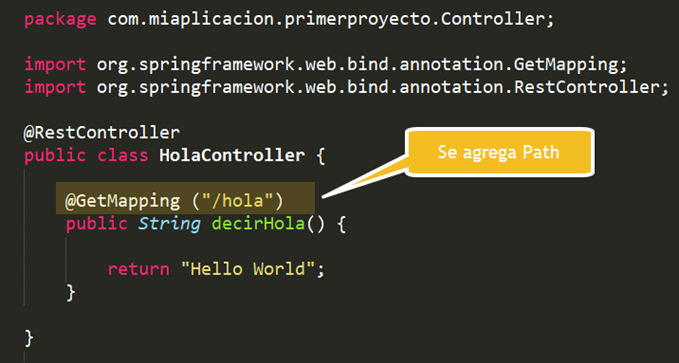 package com.miaplicacion.primerproyecto.Controller;
import org.springframework.web.bind.annotation.GetMapping;
import org.springframework.web.bind.annotation.RestController;
@RestController
public class HolaController {
Se agrega Path
@GetMapping ("/hola")
public String decirHola() {
return "Hello World";
}
}